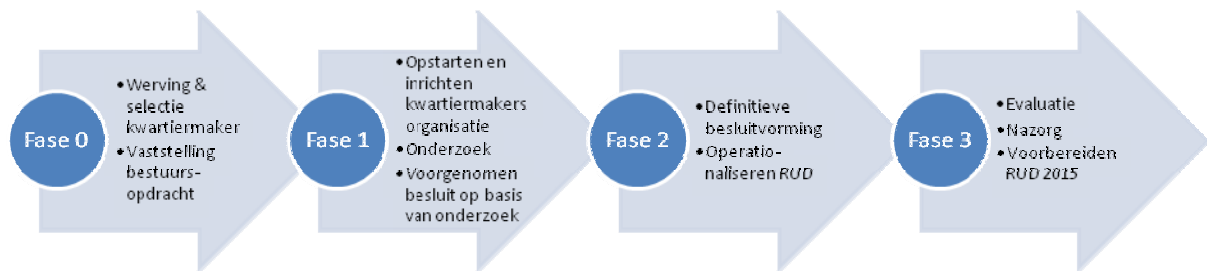 Fase 0
• Werving &
selectie
kwartiermaker
• Vaststelling
bestuurs-
opdracht
Fase 1
• Opstarten en
inrichten
kwartiermakers
organisatie
• Onderzoek
• Voorgenomen
besluit op basis
van onderzoek
Fase 2
• Definitieve
besluitvorming
• Operatio-
naliseren RUD
Fase 3
• Evaluatie
• Nazorg
• Voorbereiden
RUD 2015